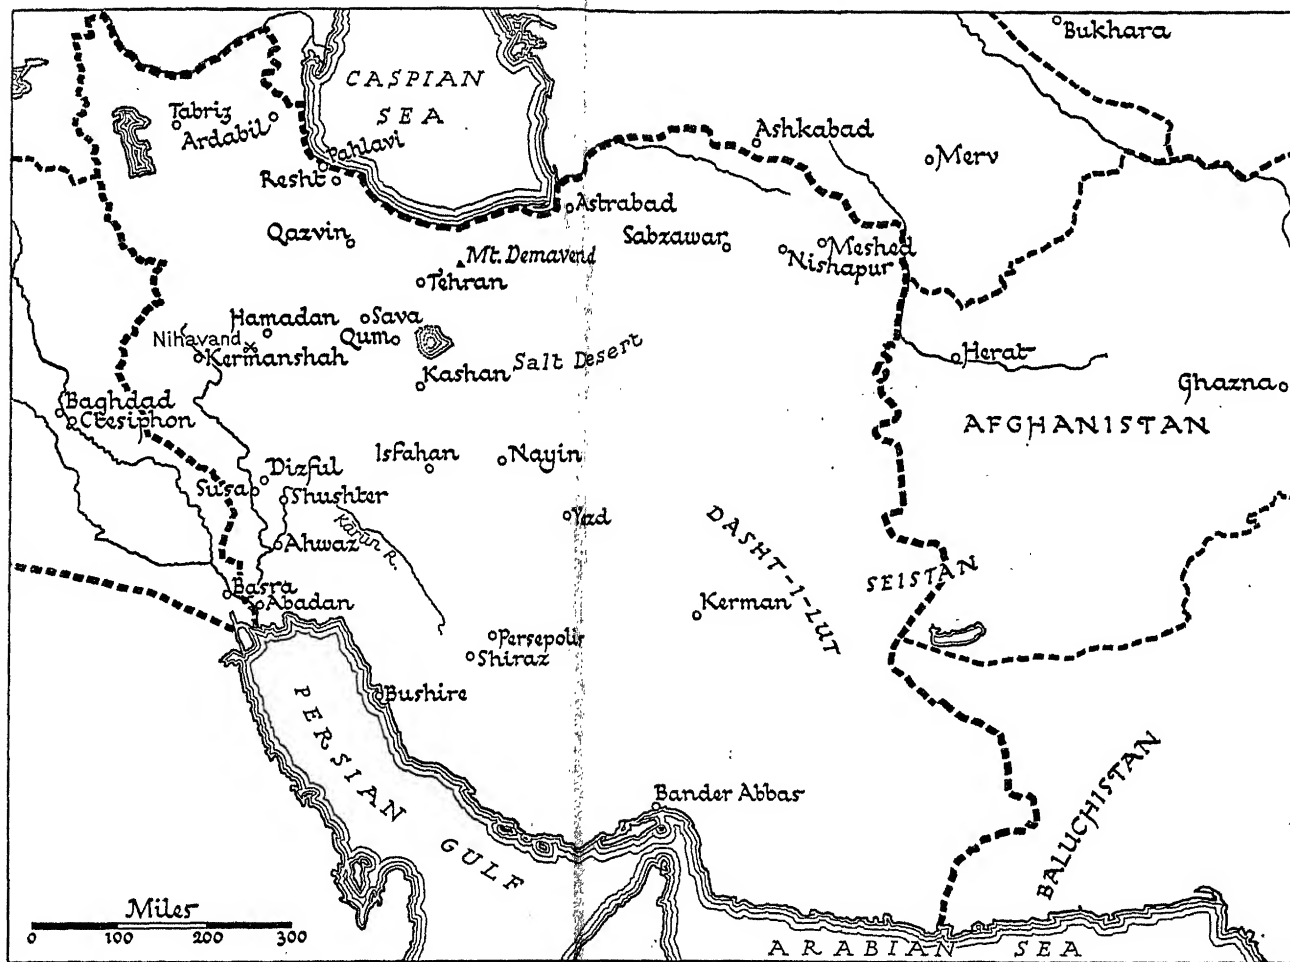 Bukhara
CASPIAN
SEA
Tabriz
Ardabil
Ashkabad
Merv
Pahlavi
Resht
Astrabad
Qazvin
Sabzawar
Meshed
Nishapur
Mt. Demavend
Tehran
Hamadan
Sava
Nihavand
Qum
Kermanshah
Salt Desert
Herat
Kashan
Ghazna
Baghdad
Ctesiphon
AFGHANISTAN
Isfahan
Nayin
Dizful
Susa
Shushter
Karun R.
Yzd
DASHT-I-LUT
Ahwaz
SEISTAN
Basra
Abadan
Kerman
Persepolis
Shiraz
Bushire
PERSIAN
GULF
Bander Abbas
BALUCHISTAN
Miles
0 100 200 300
ARABIAN SEA